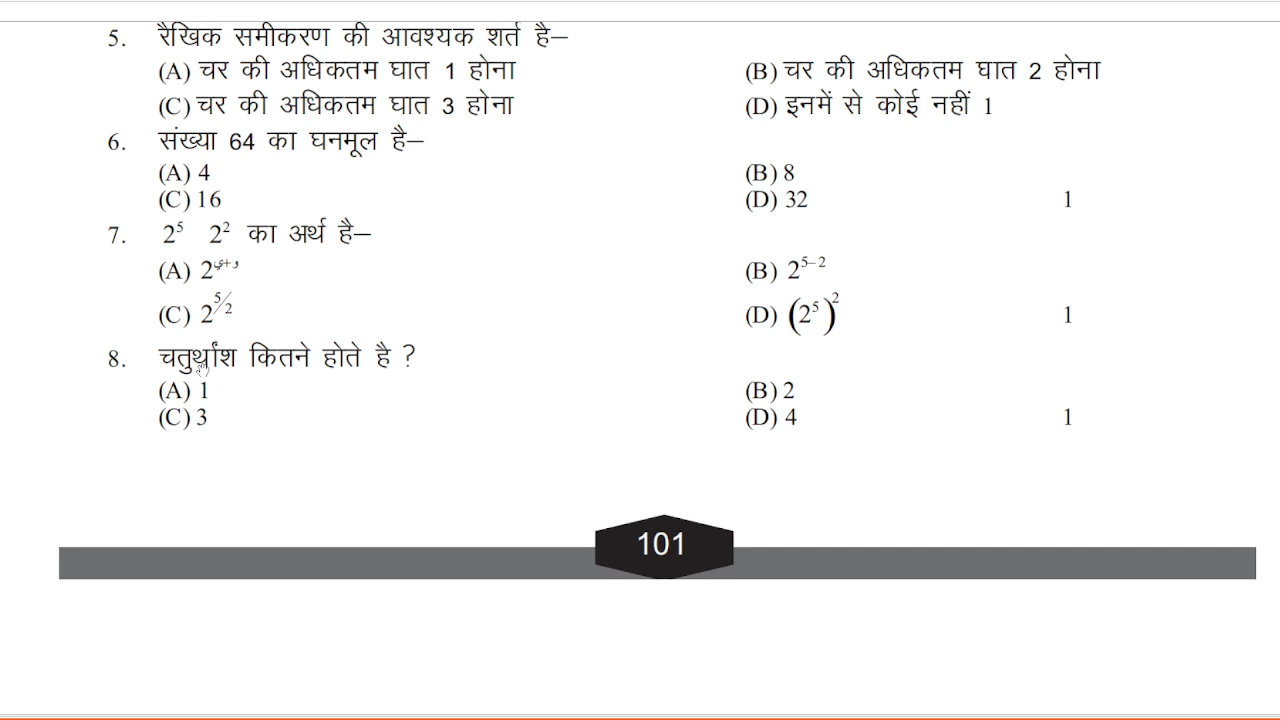 5. रैखिक समीकरण की आवश्यक शर्त है–
(A) चर की अधिकतम घात 1 होना (B) चर की अधिकतम घात 2 होना
(C) चर की अधिकतम घात 3 होना (D) इनमें से कोई नहीं 1
6. संख्या 64 का घनमूल है–
(A) 4 (B) 8
(C) 16 (D) 32 1
7. 2⁵ 2² का अर्थ है–
(A) 2 (B) 2⁵⁻²
(C) 2^5/2 (D) (2⁵)² 1
8. चतुर्थांश कितने होते है ?
(A) 1 (B) 2
(C) 3 (D) 4 1
101